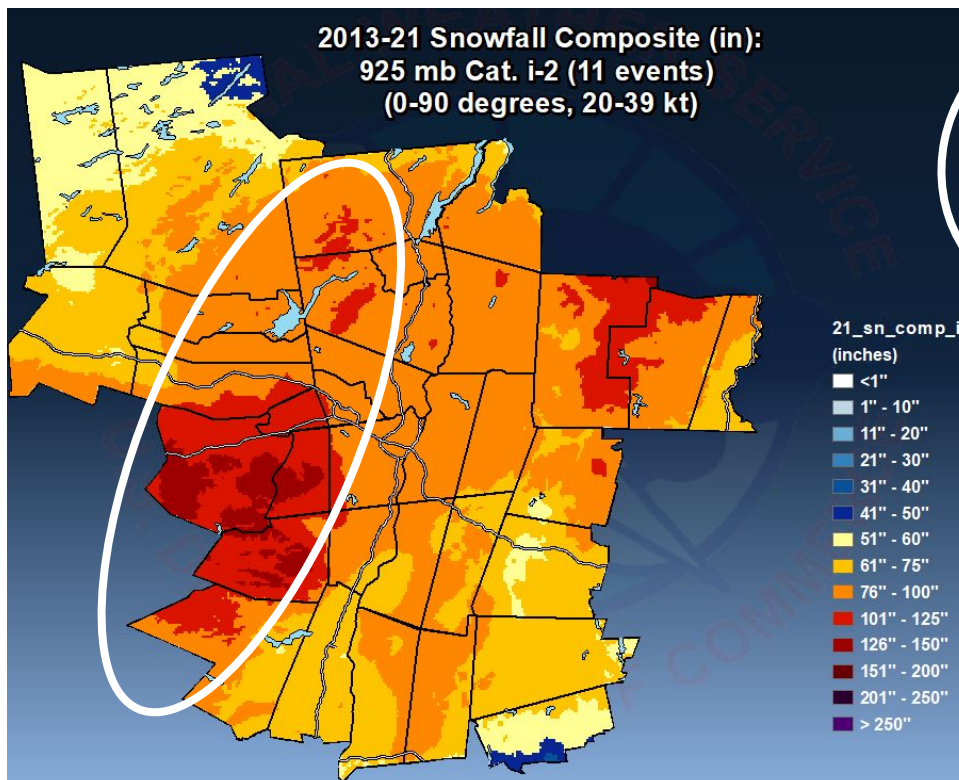 2013-21 Snowfall Composite (in):
925 mb Cat. i-2 (11 events)
(0-90 degrees, 20-39 kt)
21_sn_comp_i
(inches)
<1"
1" - 10"
11" - 20"
21" - 30"
31" - 40"
41" - 50"
51" - 60"
61" - 75"
76" - 100"
101" - 125"
126" - 150"
151" - 200"
201" - 250"
> 250"